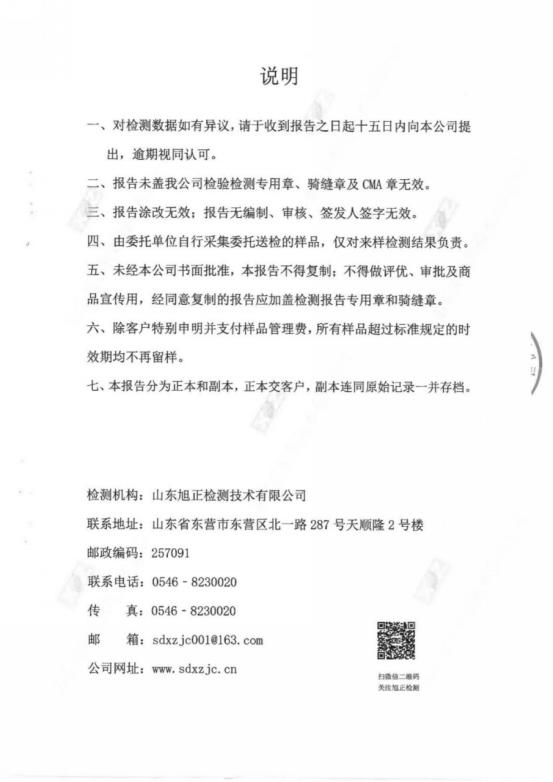 说明
一、对检测数据如有异议，请于收到报告之日起十五日内向本公司提
出，逾期视同认可。
二、报告未盖我公司检验检测专用章、骑缝章及 CMA 章无效。
三、报告涂改无效；报告无编制、审核、签发人签字无效。
四、由委托单位自行采集委托送检的样品，仅对来样检测结果负责。
五、未经本公司书面批准，本报告不得复制；不得做评优、审批及商
品宣传用，经同意复制的报告应加盖检测报告专用章和骑缝章。
六、除客户特别申明并支付样品管理费，所有样品超过标准规定的时
效期均不再留样。
七、本报告分为正本和副本，正本交客户，副本连同原始记录一并存档。
检测机构：山东旭正检测技术有限公司
联系地址：山东省东营市东营区北一路 287 号天顺隆 2 号楼
邮政编码：257091
联系电话：0546－8230020
传　　真：0546－8230020
邮　　箱：sdxzjc001@163.com
公司网址：www.sdxzjc.cn
扫微信二维码
关注旭正检测